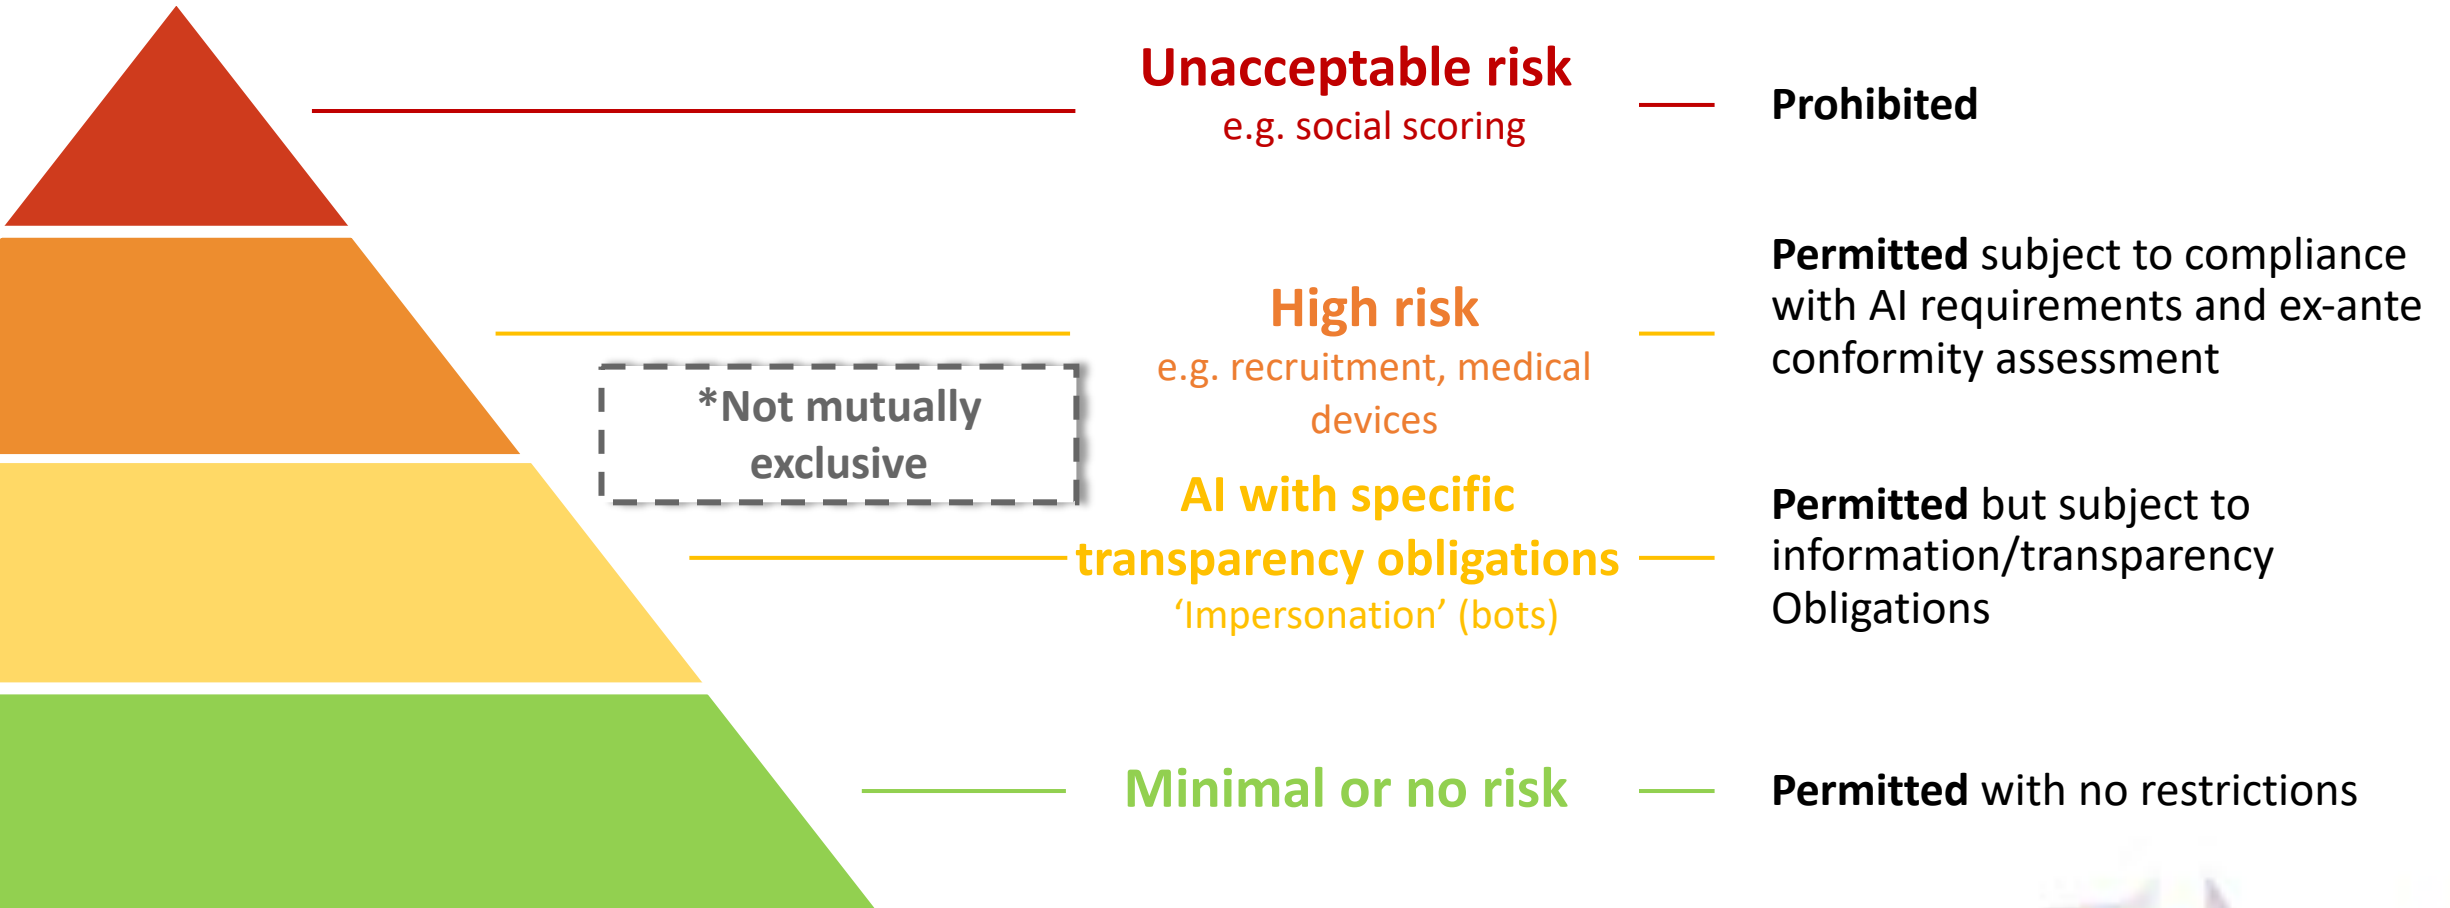 Unacceptable risk
e.g. social scoring
Prohibited
High risk
e.g. recruitment, medical
devices
Permitted subject to compliance
with AI requirements and ex-ante
conformity assessment
*Not mutually
exclusive
AI with specific
transparency obligations
‘Impersonation’ (bots)
Permitted but subject to
information/transparency
Obligations
Minimal or no risk
Permitted with no restrictions